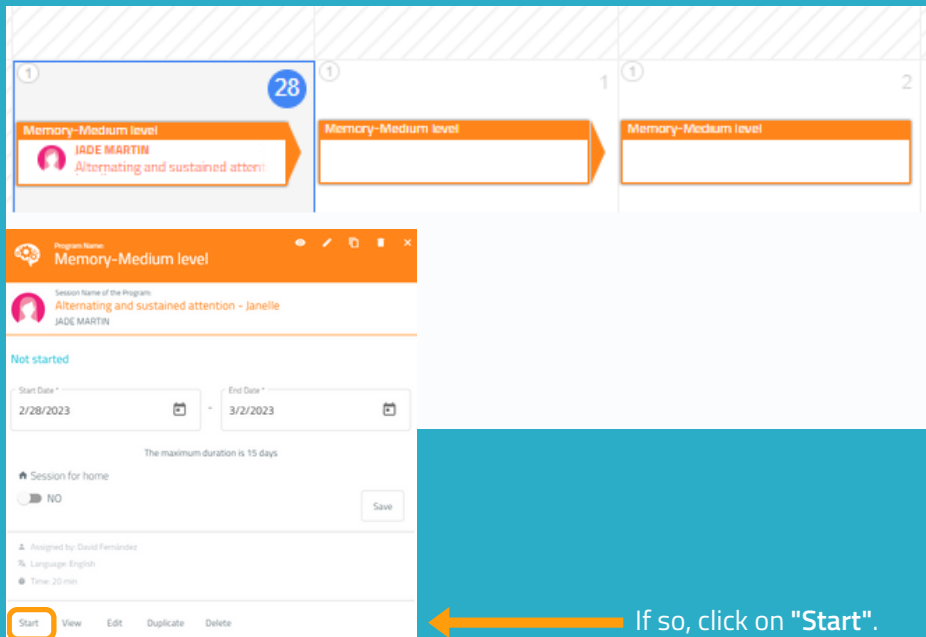 1
28
1
1
1
2
Memory-Medium level
Memory-Medium level
Memory-Medium level
JADE MARTIN
Alternating and sustained attent
Program Name:
Memory-Medium level
Session Name of the Program:
Alternating and sustained attention - Janelle
JADE MARTIN
Not started
Start Date *
End Date *
2/28/2023
-
3/2/2023
The maximum duration is 15 days
Session for home
NO
Save
Assigned by: David Fernández
Language: English
Time: 20 min
Start View Edit Duplicate Delete
If so, click on "Start".